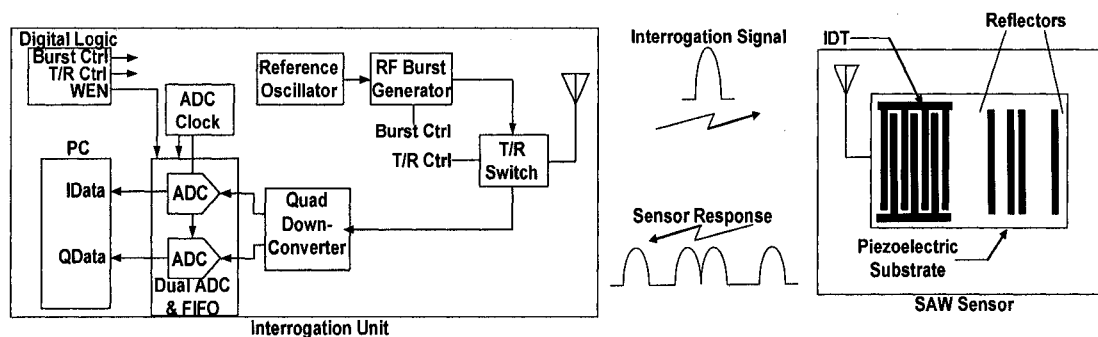 Digital Logic
Burst Ctrl
T/R Ctrl
WEN
ADC
Clock
Reference
Oscillator
RF Burst
Generator
Burst Ctrl
T/R Ctrl
T/R
Switch
PC
IData
QData
ADC
ADC
Dual ADC
& FIFO
Quad
Down-
Converter
Interrogation Unit
Interrogation Signal
Sensor Response
IDT
Reflectors
Piezoelectric
Substrate
SAW Sensor